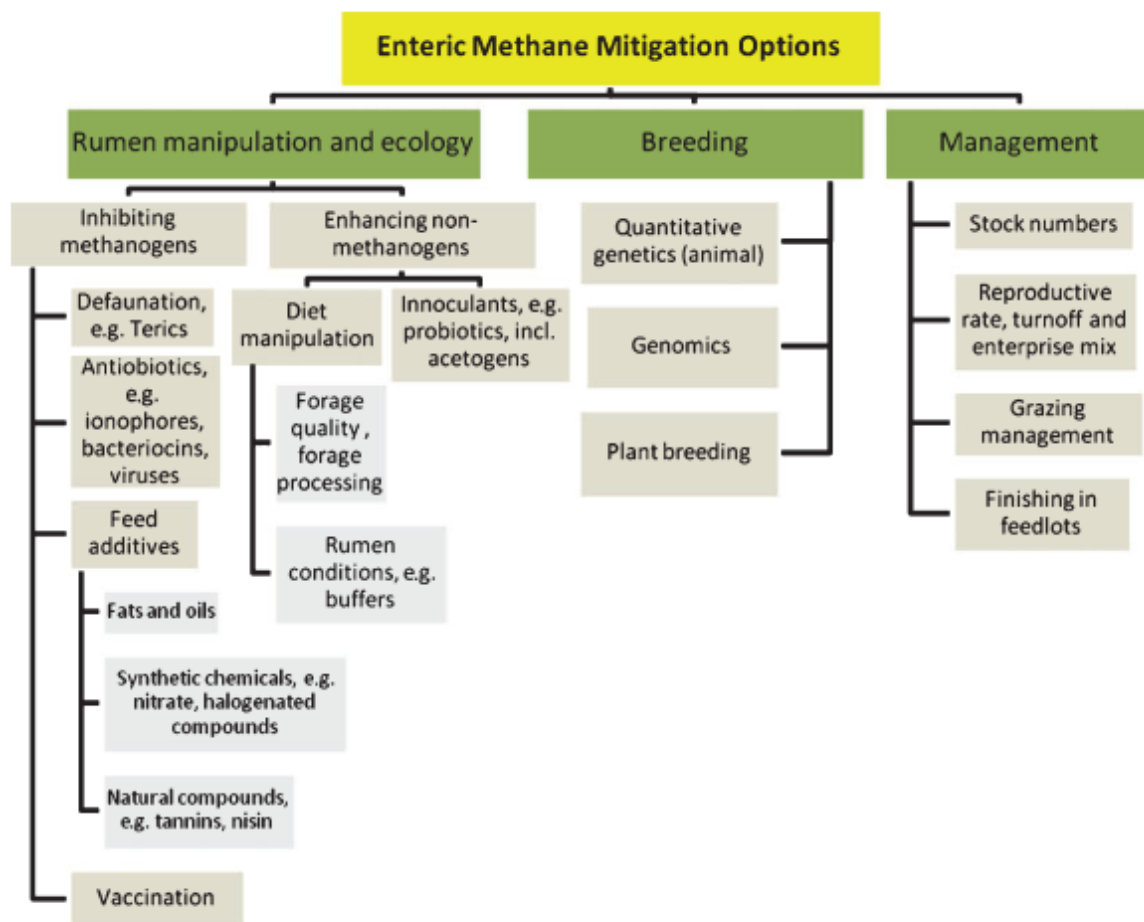 Enteric Methane Mitigation Options
Rumen manipulation and ecology
Breeding
Management
Inhibiting
methanogens
Enhancing non-
methanogens
Defaunation,
e.g. Terics
Antiobiotics,
e.g.
ionophores,
bacteriocins,
viruses
Feed
additives
Fats and oils
Synthetic chemicals, e.g.
nitrate, halogenated
compounds
Natural compounds,
e.g. tannins, nisin
Vaccination
Diet
manipulation
Innoculants, e.g.
probiotics, incl.
acetogens
Forage
quality ,
forage
processing
Rumen
conditions, e.g.
buffers
Quantitative
genetics (animal)
Genomics
Plant breeding
Stock numbers
Reproductive
rate, turnoff and
enterprise mix
Grazing
management
Finishing in
feedlots